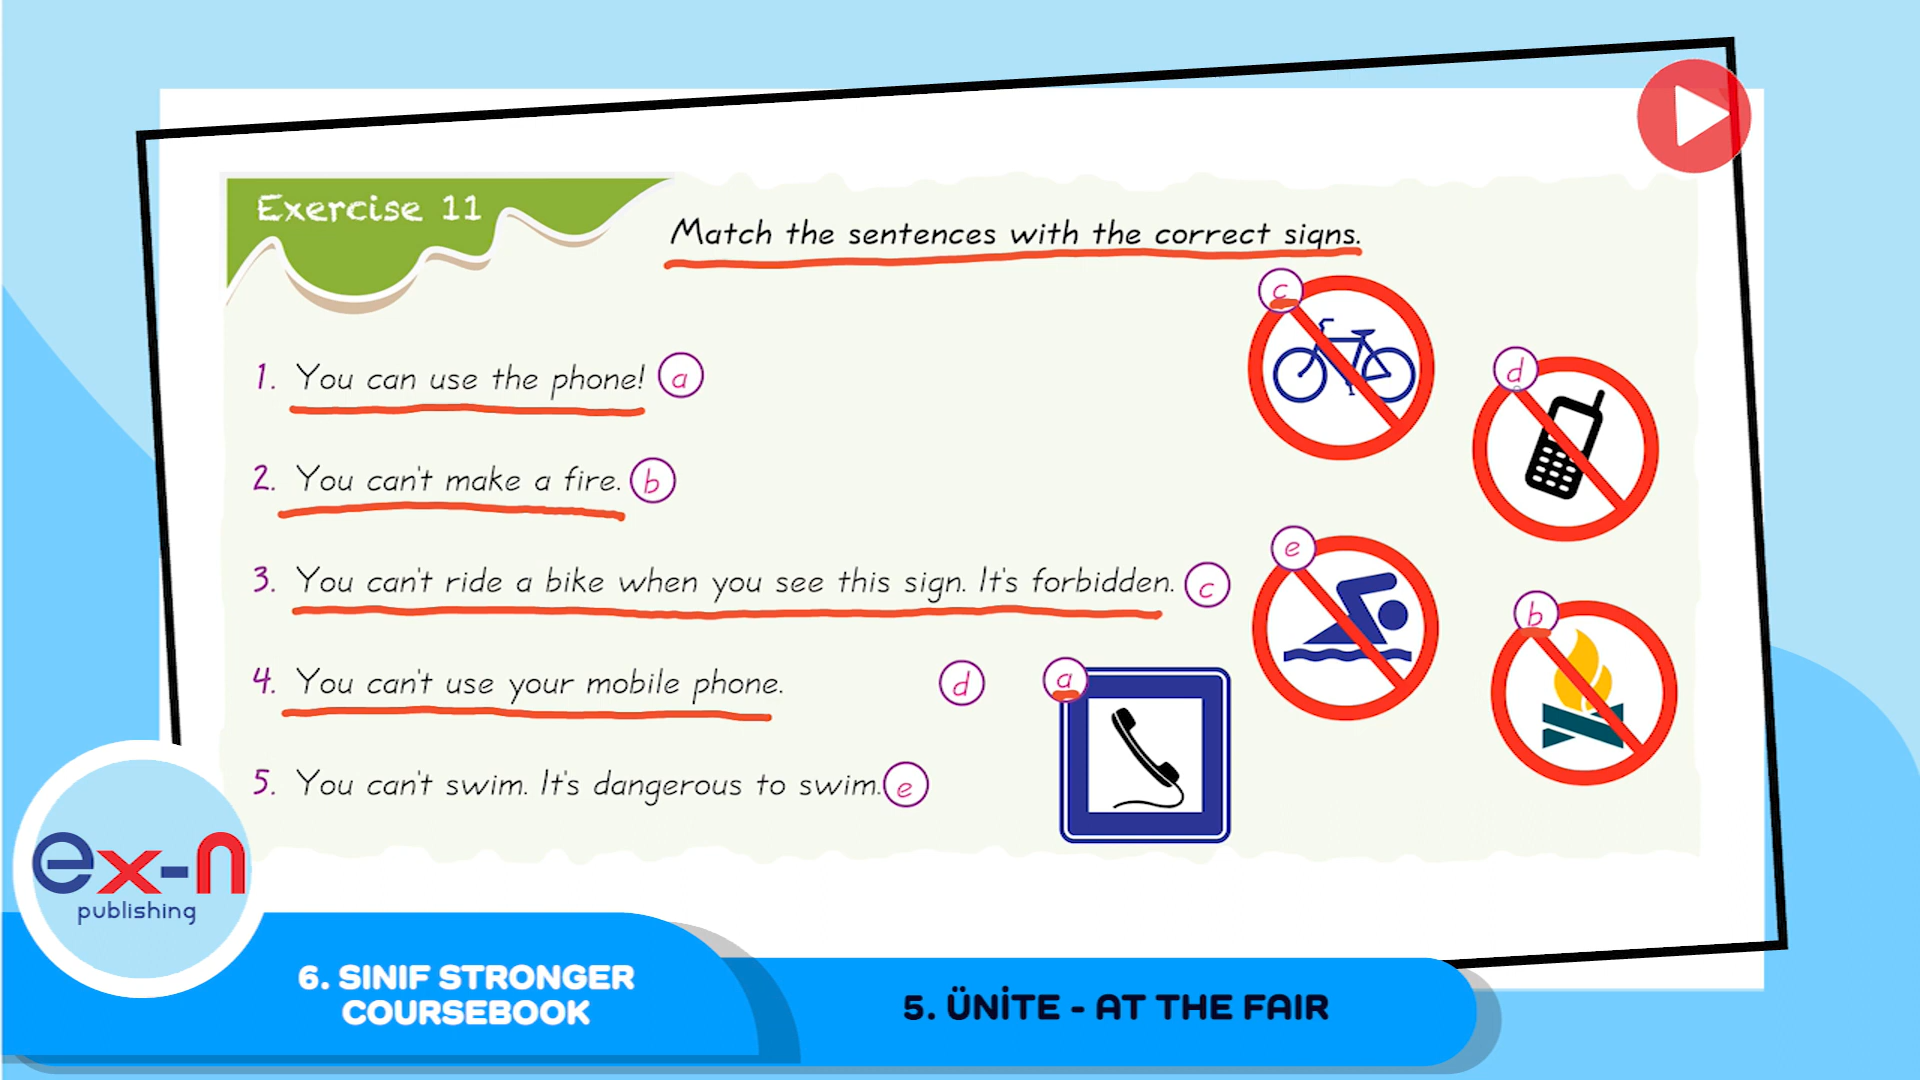 Exercise 11
Match the sentences with the correct signs.
1. You can use the phone! a
2. You can't make a fire. b
3. You can't ride a bike when you see this sign. It's forbidden. c
4. You can't use your mobile phone. d
5. You can't swim. It's dangerous to swim. e
c
d
e
b
a
ex-n
publishing
6. SINIF STRONGER
COURSEBOOK
5. ÜNİTE - AT THE FAIR